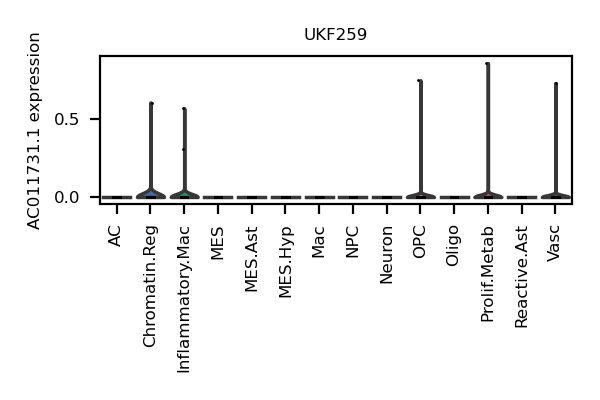 UKF259
AC011731.1 expression
0.5
0.0
AC
Chromatin.Reg
Inflammatory.Mac
MES
MES.Ast
MES.Hyp
Mac
NPC
Neuron
OPC
Oligo
Prolif.Metab
Reactive.Ast
Vasc